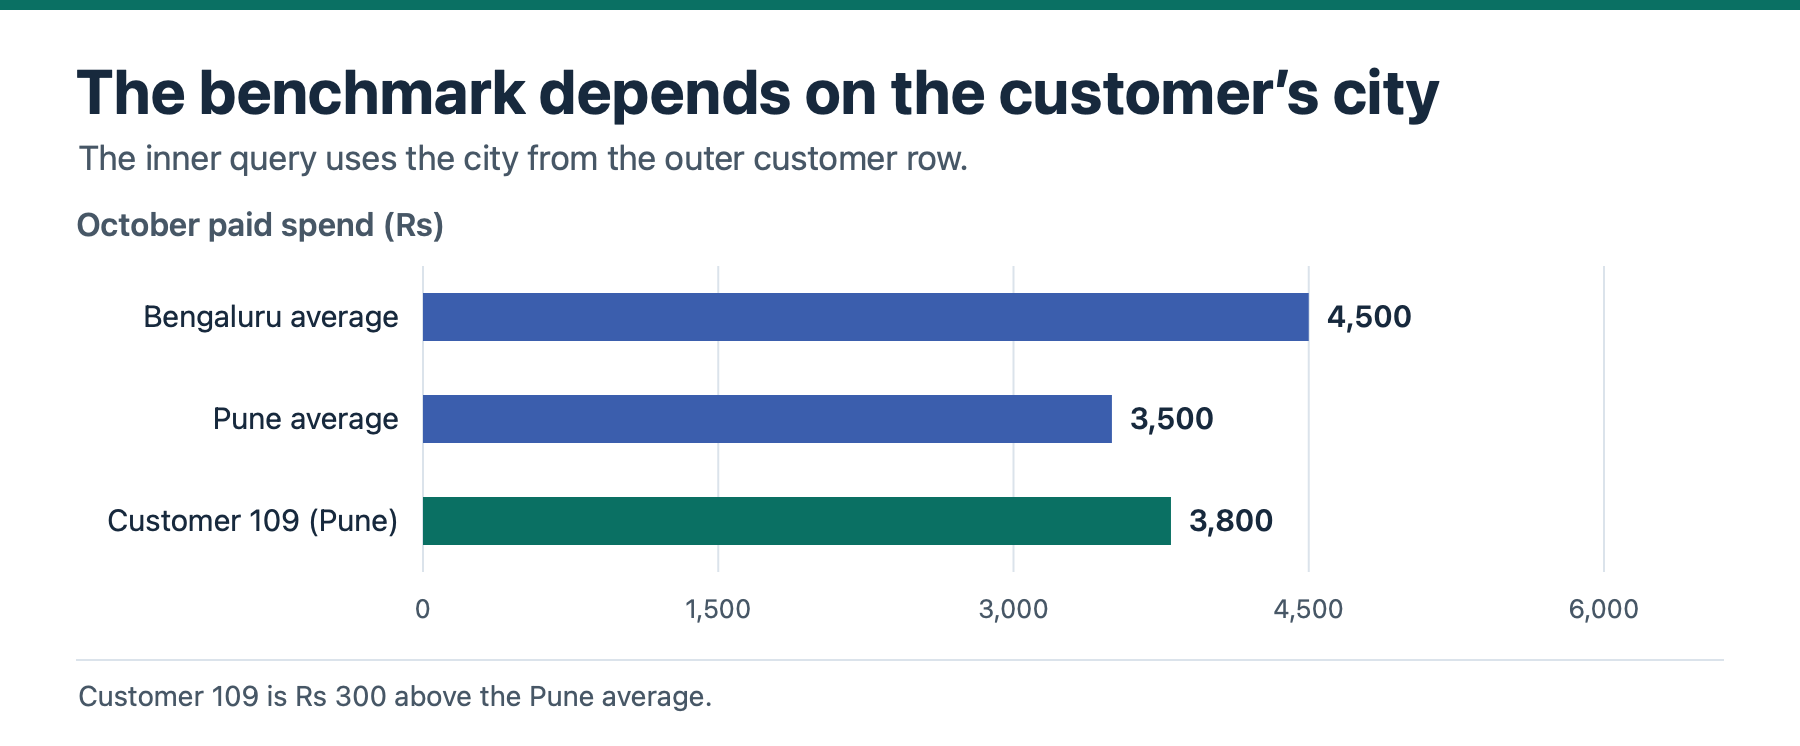 The benchmark depends on the customer’s city
The inner query uses the city from the outer customer row.
October paid spend (Rs)
Bengaluru average 4,500
Pune average 3,500
Customer 109 (Pune) 3,800
0 1,500 3,000 4,500 6,000
Customer 109 is Rs 300 above the Pune average.